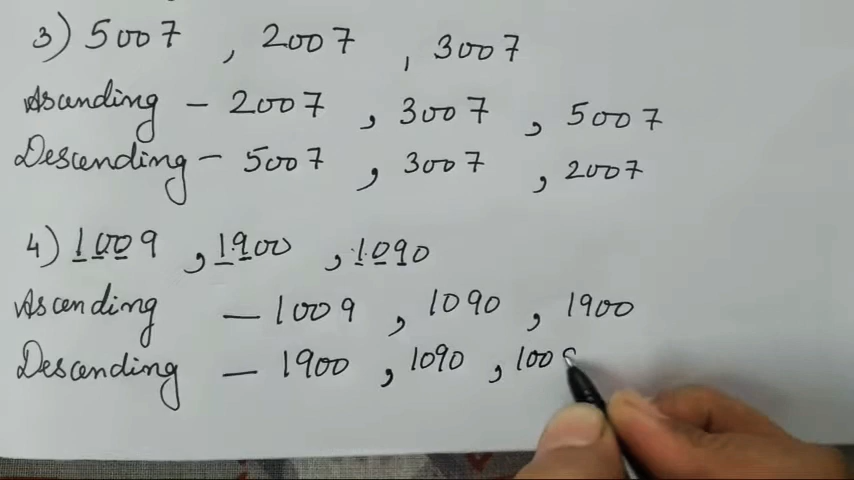 3) 5007 , 2007 , 3007
Ascending – 2007 , 3007 , 5007
Descending – 5007 , 3007 , 2007
4) 1009 , 1900 , 1090
Ascending – 1009 , 1090 , 1900
Descending – 1900 , 1090 , 1009